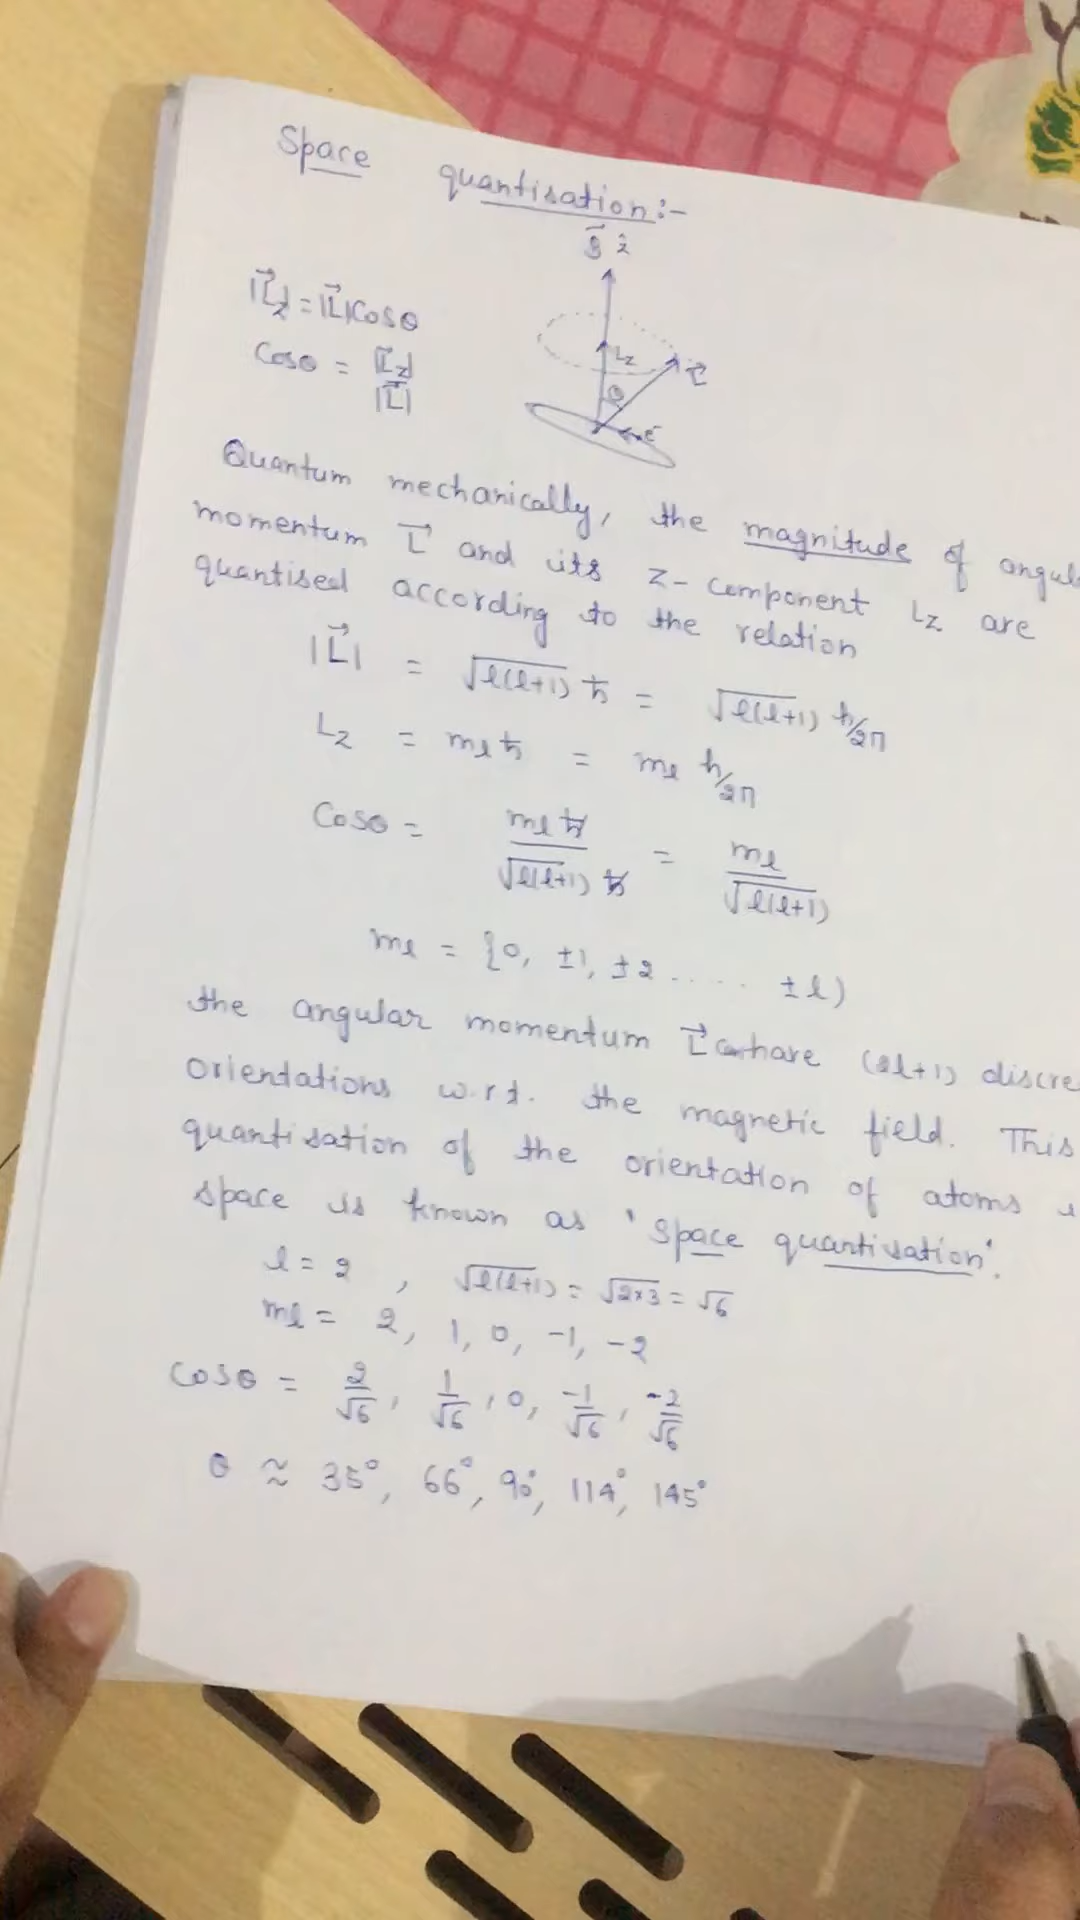 Space quantisation:-
B⃗ ẑ
|L⃗z| = |L⃗|Cosθ
Cosθ = |L⃗z| / |L⃗|
Lz
L⃗
θ
e⁻
Quantum mechanically, the magnitude of angul
momentum L⃗ and its z-component Lz are
quantised according to the relation
|L⃗| = √l(l+1) ħ = √l(l+1) h/2π
Lz = ml ħ = ml h/2π
Cosθ = ml ħ / √l(l+1) ħ = ml / √l(l+1)
ml = {0, ±1, ±2 ..... ±l)
the angular momentum L⃗ can have (2l+1) discre
orientations w.r.t. the magnetic field. This
quantisation of the orientation of atoms i
space is known as 'space quantisation'.
l = 2 , √l(l+1) = √2×3 = √6
ml = 2, 1, 0, -1, -2
Cosθ = 2/√6, 1/√6, 0, -1/√6, -2/√6
θ ≈ 35°, 66°, 90°, 114°, 145°